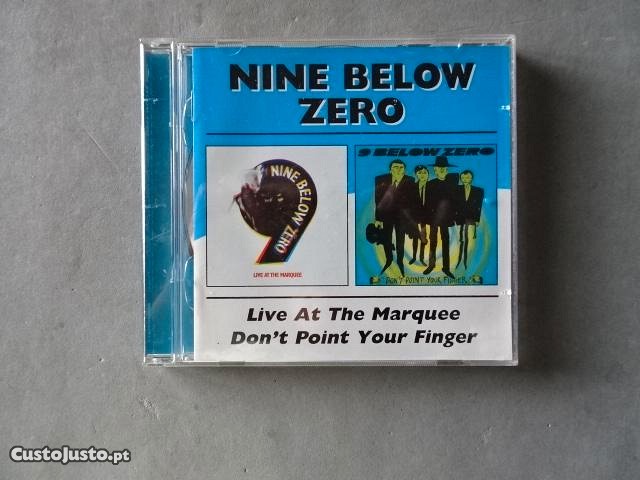 NINE BELOW
ZERO
NINE BELOW ZERO
LIVE AT THE MARQUEE
9 BELOW ZERO
DON'T POINT YOUR FINGER
Live At The Marquee
Don't Point Your Finger
CustoJusto.pt